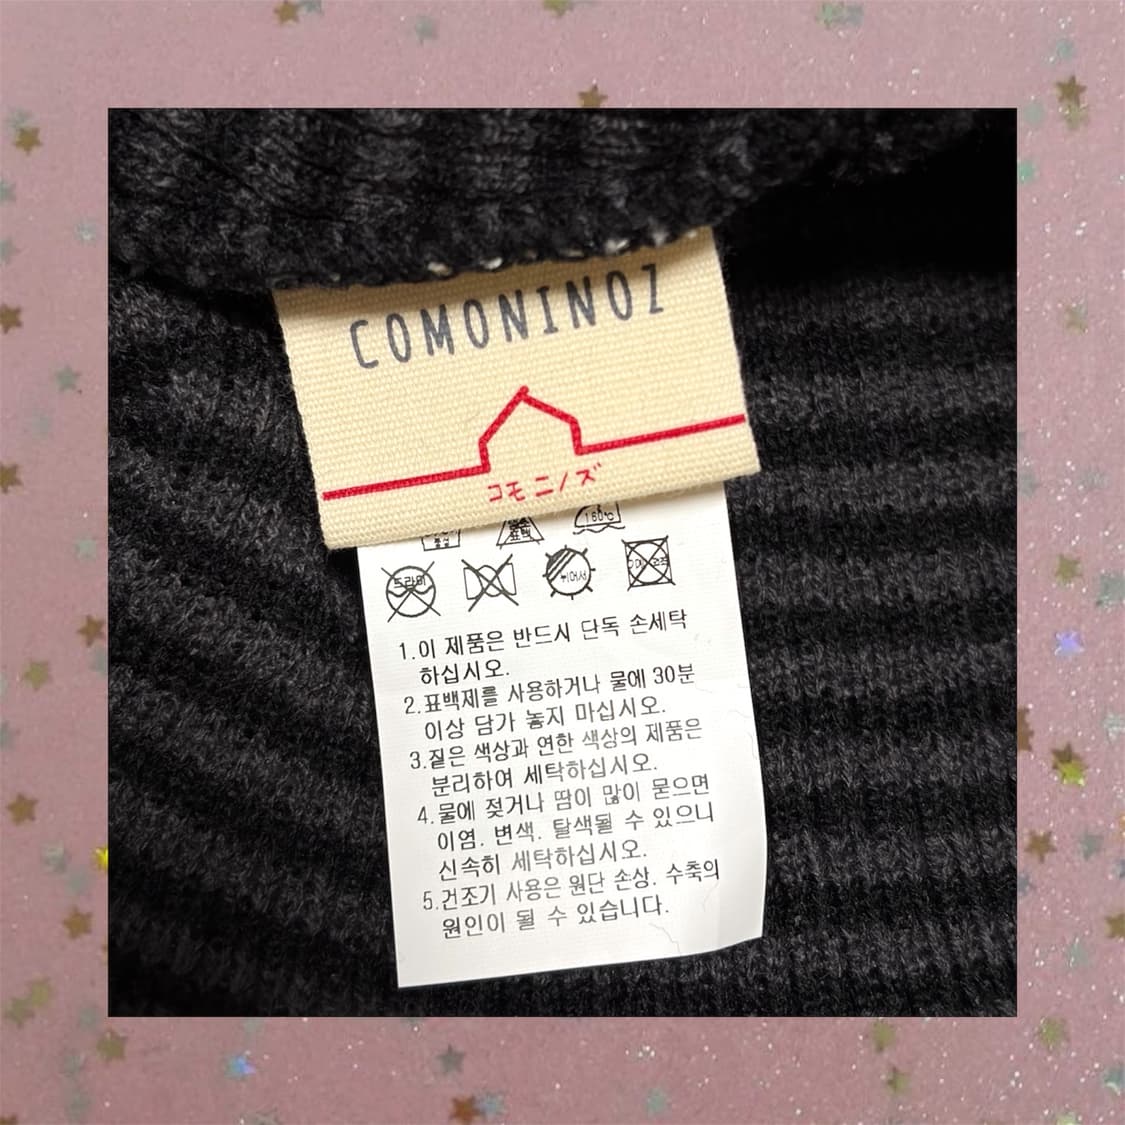 COMONINOZ
コモニノズ
표백
160℃
드라이
뉘어서
1.이 제품은 반드시 단독 손세탁
하십시오.
2.표백제를 사용하거나 물에 30분
이상 담가 놓지 마십시오.
3.짙은 색상과 연한 색상의 제품은
분리하여 세탁하십시오.
4.물에 젖거나 땀이 많이 묻으면
이염. 변색. 탈색될 수 있으니
신속히 세탁하십시오.
5.건조기 사용은 원단 손상. 수축의
원인이 될 수 있습니다.